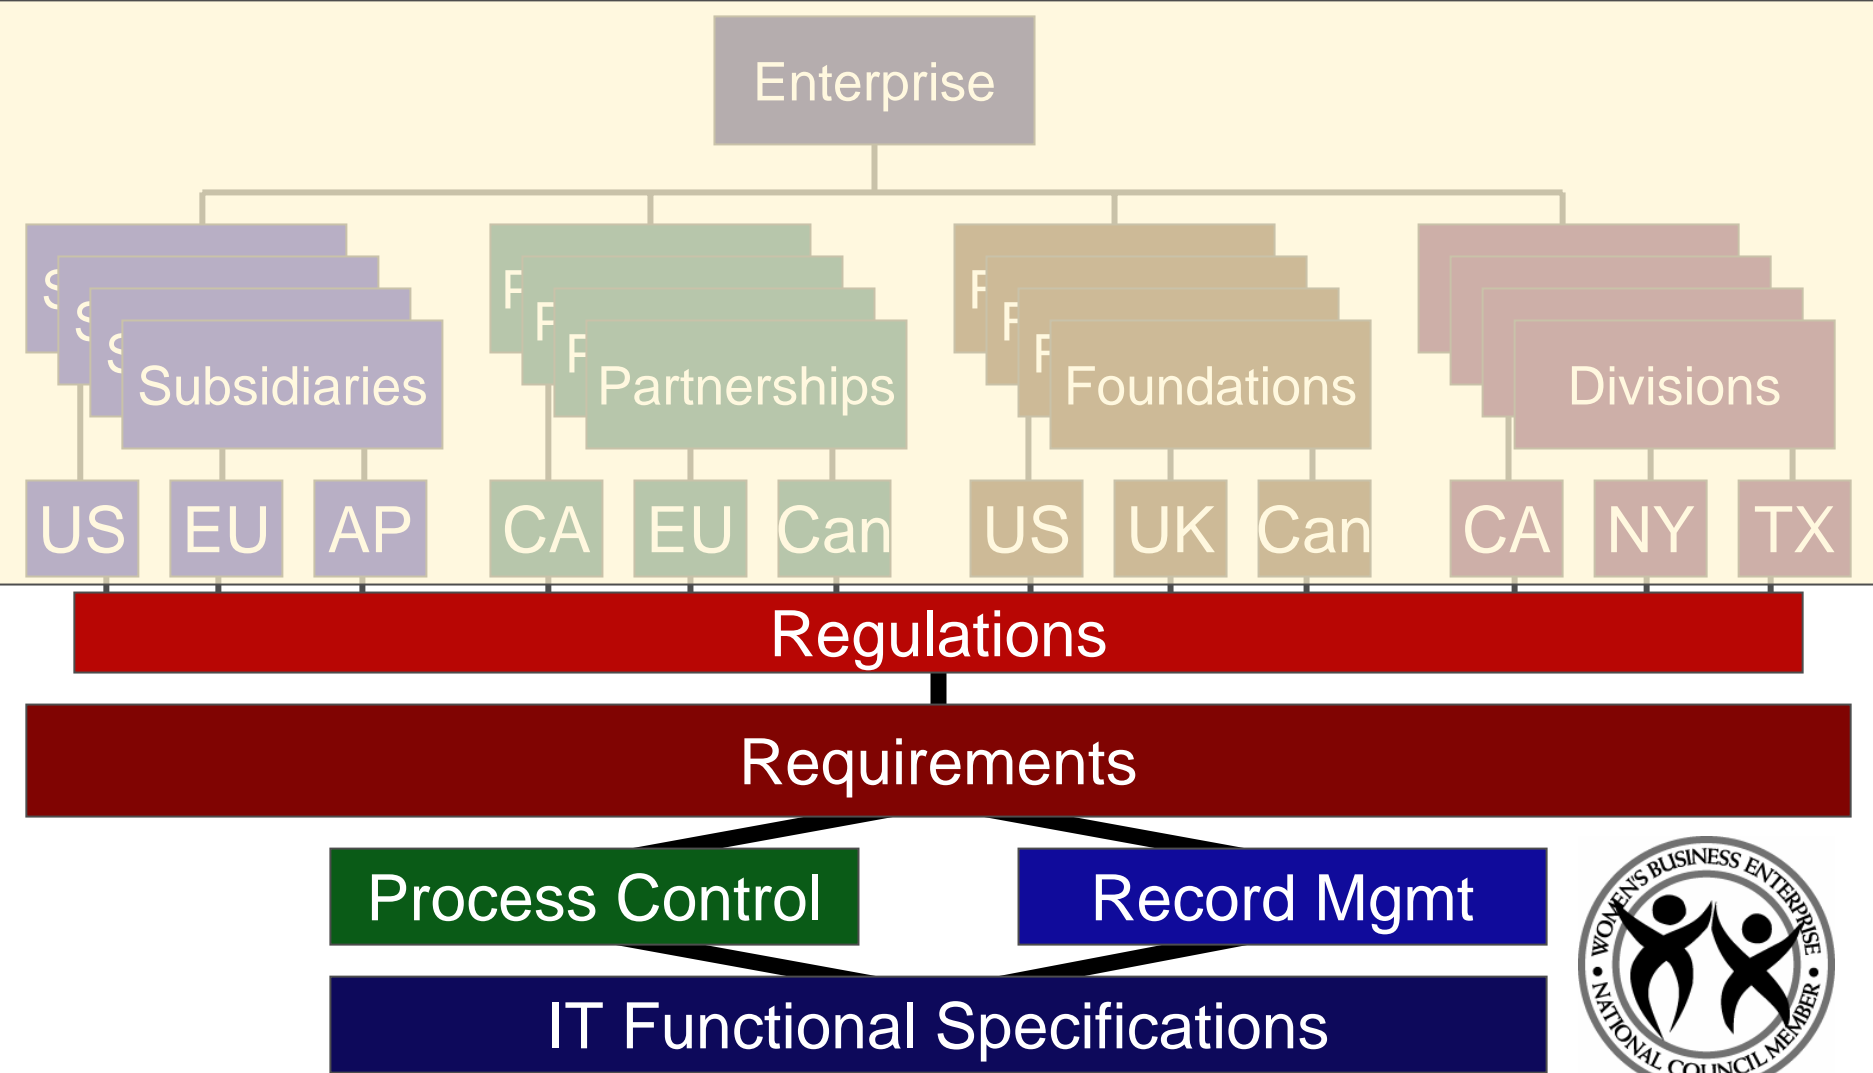 Enterprise
S
S
S
Subsidiaries
F
F
F
Partnerships
F
F
F
Foundations
Divisions
US EU AP CA EU Can US UK Can CA NY TX
Regulations
Requirements
Process Control Record Mgmt
IT Functional Specifications
WOMEN'S BUSINESS ENTERPRISE
• NATIONAL COUNCIL MEMBER •